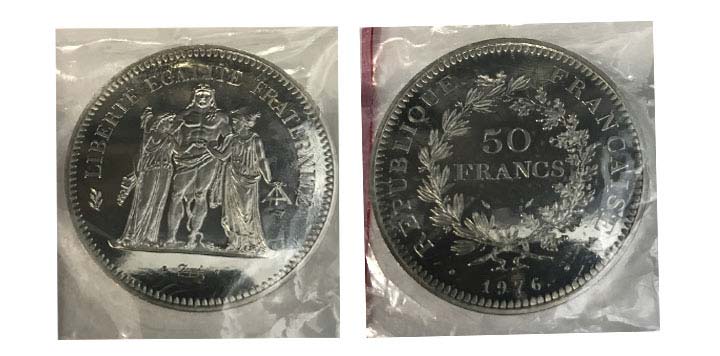 LIBERTE EGALITE FRATERNITE
REPUBLIQUE FRANCAISE
50
FRANCS
1976